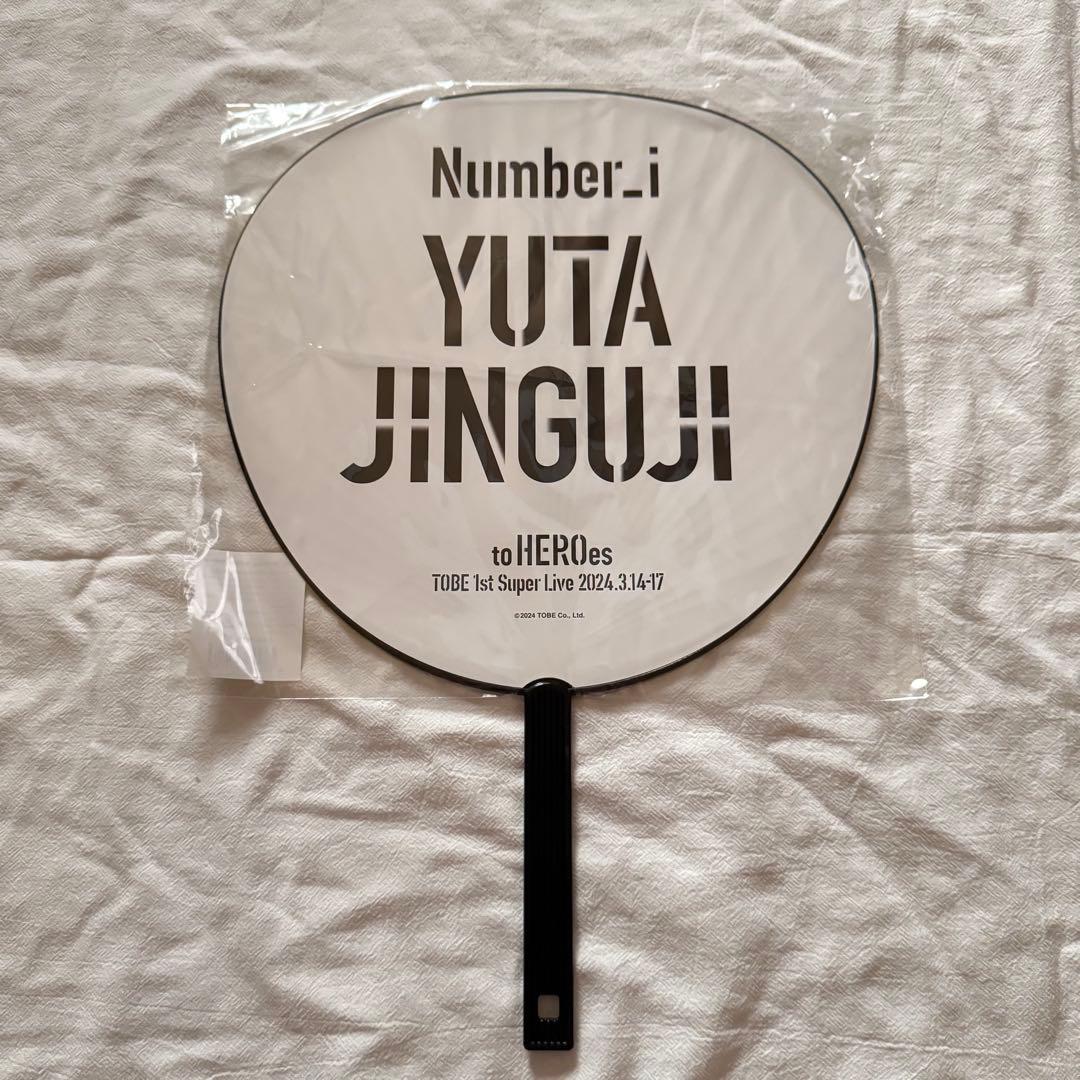 Number_i
YUTA
JINGUJI
to HEROes
TOBE 1st Super Live 2024.3.14-17
©2024 TOBE Co., Ltd.